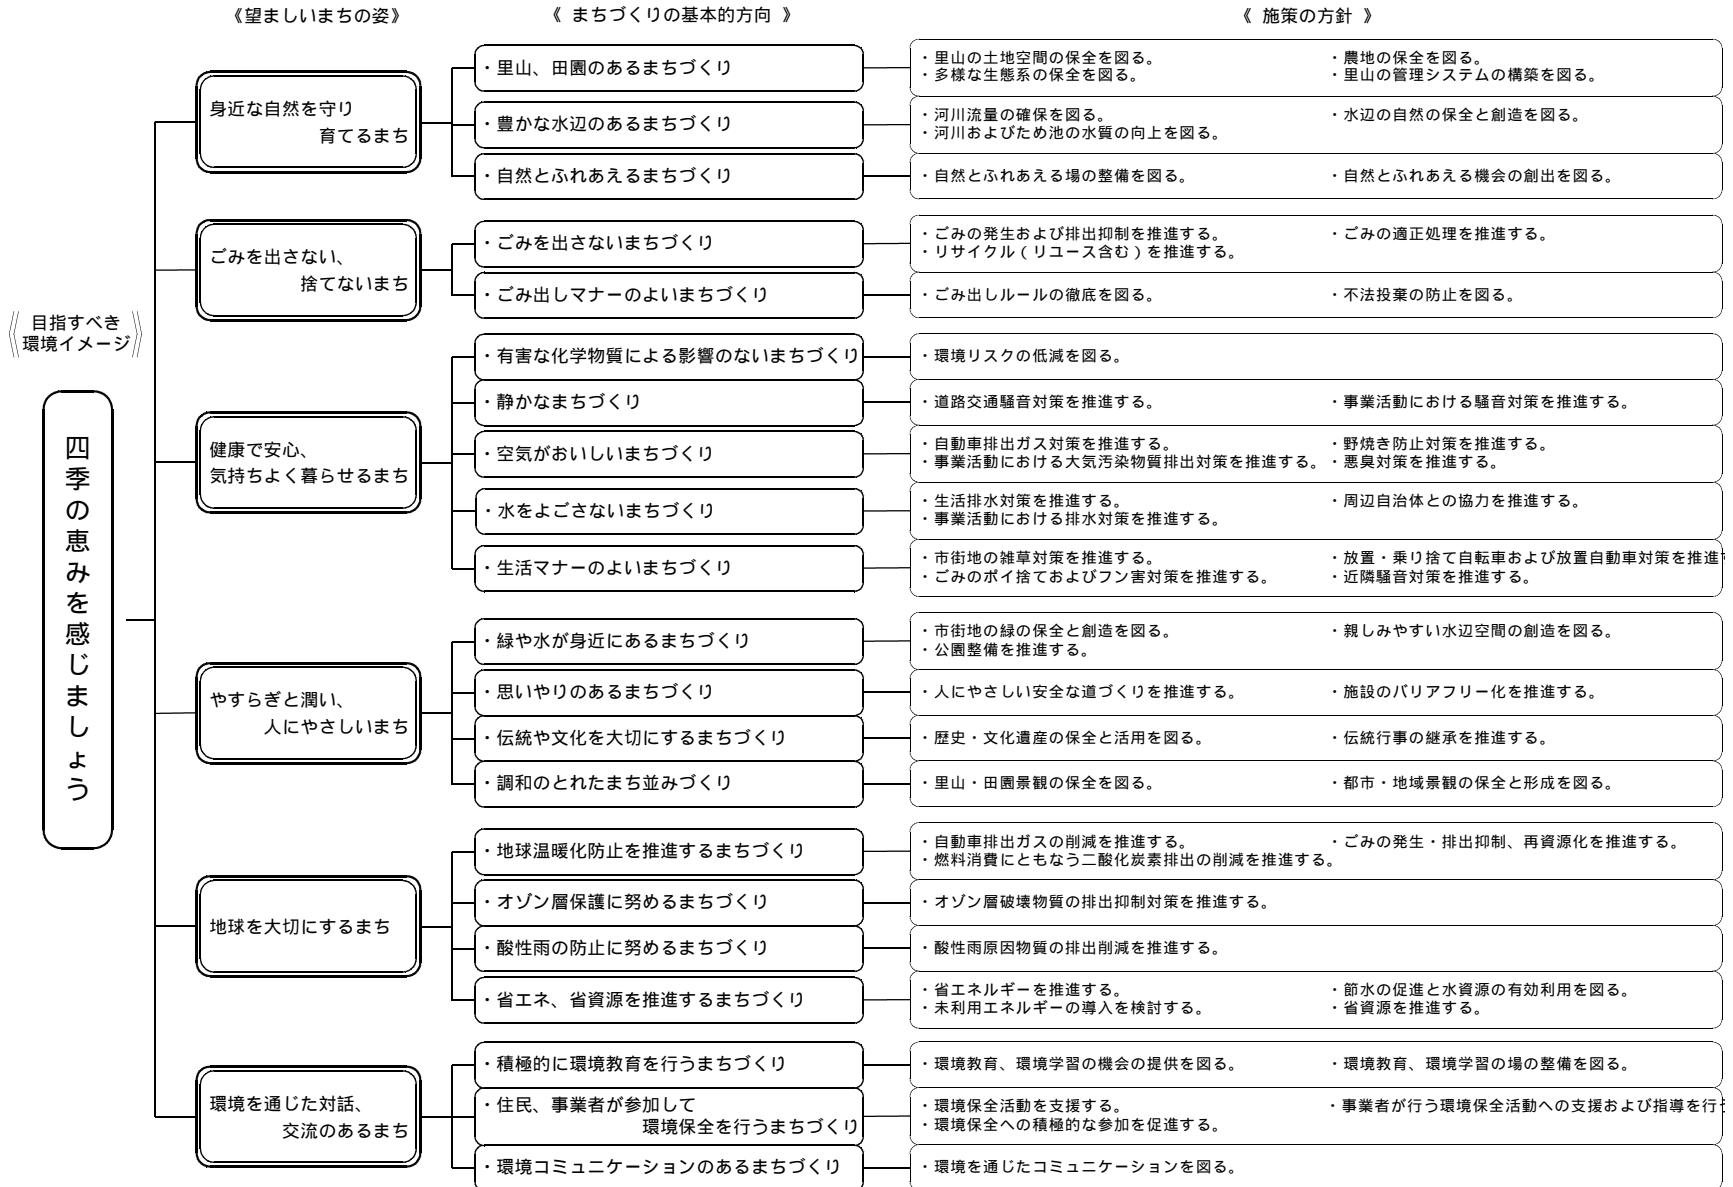 《望ましいまちの姿》
《 まちづくりの基本的方向 》
《 施策の方針 》
《目指すべき
環境イメージ》
四季の恵みを感じましょう
身近な自然を守り
育てるまち
・里山、田園のあるまちづくり
・里山の土地空間の保全を図る。 ・農地の保全を図る。
・多様な生態系の保全を図る。 ・里山の管理システムの構築を図る。
・豊かな水辺のあるまちづくり
・河川流量の確保を図る。 ・水辺の自然の保全と創造を図る。
・河川およびため池の水質の向上を図る。
・自然とふれあえるまちづくり
・自然とふれあえる場の整備を図る。 ・自然とふれあえる機会の創出を図る。
ごみを出さない、
捨てないまち
・ごみを出さないまちづくり
・ごみの発生および排出抑制を推進する。 ・ごみの適正処理を推進する。
・リサイクル(リユース含む)を推進する。
・ごみ出しマナーのよいまちづくり
・ごみ出しルールの徹底を図る。 ・不法投棄の防止を図る。
健康で安心、
気持ちよく暮らせるまち
・有害な化学物質による影響のないまちづくり
・環境リスクの低減を図る。
・静かなまちづくり
・道路交通騒音対策を推進する。 ・事業活動における騒音対策を推進する。
・空気がおいしいまちづくり
・自動車排出ガス対策を推進する。 ・野焼き防止対策を推進する。
・事業活動における大気汚染物質排出対策を推進する。 ・悪臭対策を推進する。
・水をよごさないまちづくり
・生活排水対策を推進する。 ・周辺自治体との協力を推進する。
・事業活動における排水対策を推進する。
・生活マナーのよいまちづくり
・市街地の雑草対策を推進する。 ・放置・乗り捨て自転車および放置自動車対策を推進
・ごみのポイ捨ておよびフン害対策を推進する。 ・近隣騒音対策を推進する。
やすらぎと潤い、
人にやさしいまち
・緑や水が身近にあるまちづくり
・市街地の緑の保全と創造を図る。 ・親しみやすい水辺空間の創造を図る。
・公園整備を推進する。
・思いやりのあるまちづくり
・人にやさしい安全な道づくりを推進する。 ・施設のバリアフリー化を推進する。
・伝統や文化を大切にするまちづくり
・歴史・文化遺産の保全と活用を図る。 ・伝統行事の継承を推進する。
・調和のとれたまち並みづくり
・里山・田園景観の保全を図る。 ・都市・地域景観の保全と形成を図る。
地球を大切にするまち
・地球温暖化防止を推進するまちづくり
・自動車排出ガスの削減を推進する。 ・ごみの発生・排出抑制、再資源化を推進する。
・燃料消費にともなう二酸化炭素排出の削減を推進する。
・オゾン層保護に努めるまちづくり
・オゾン層破壊物質の排出抑制対策を推進する。
・酸性雨の防止に努めるまちづくり
・酸性雨原因物質の排出削減を推進する。
・省エネ、省資源を推進するまちづくり
・省エネルギーを推進する。 ・節水の促進と水資源の有効利用を図る。
・未利用エネルギーの導入を検討する。 ・省資源を推進する。
環境を通じた対話、
交流のあるまち
・積極的に環境教育を行うまちづくり
・環境教育、環境学習の機会の提供を図る。 ・環境教育、環境学習の場の整備を図る。
・住民、事業者が参加して
環境保全を行うまちづくり
・環境保全活動を支援する。 ・事業者が行う環境保全活動への支援および指導を行
・環境保全への積極的な参加を促進する。
・環境コミュニケーションのあるまちづくり
・環境を通じたコミュニケーションを図る。